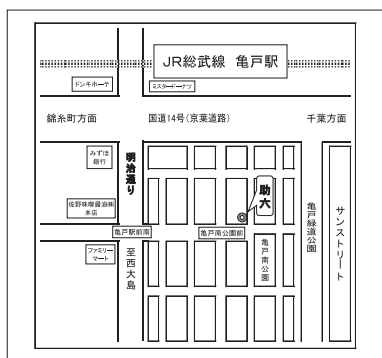 JR総武線 亀戸駅
ドンキホーテ
ミスタードーナツ
錦糸町方面
国道14号(京葉道路)
千葉方面
みずほ
銀行
明治通り
助六
佐野味噌醤油㈱
本店
亀戸駅前南
亀戸南公園前
ファミリー
マート
至西大島
亀戸南公園
亀戸緑道公園
サンストリート